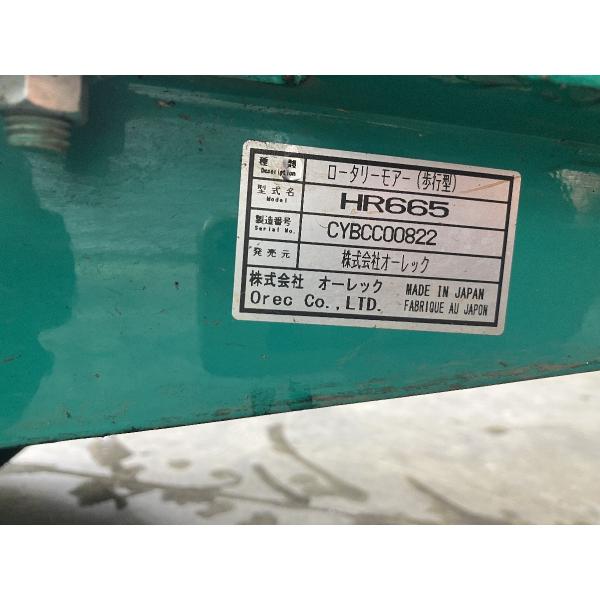 種類 ロータリーモアー(歩行型)
Description
型式名 HR665
Model
製造番号 CYBCC00822
Serial No.
発売元 株式会社オーレック
株式会社 オーレック MADE IN JAPAN
Orec Co.,LTD. FABRIQUE AU JAPON